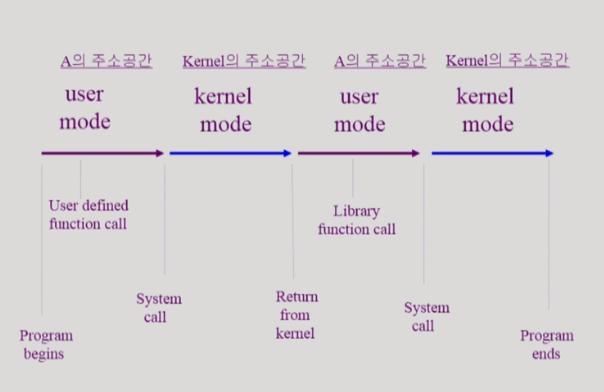 A의 주소공간 Kernel의 주소공간 A의 주소공간 Kernel의 주소공간
user kernel user kernel
mode mode mode mode
User defined
function call
Library
function call
System
call
Return
from
kernel
System
call
Program
begins
Program
ends